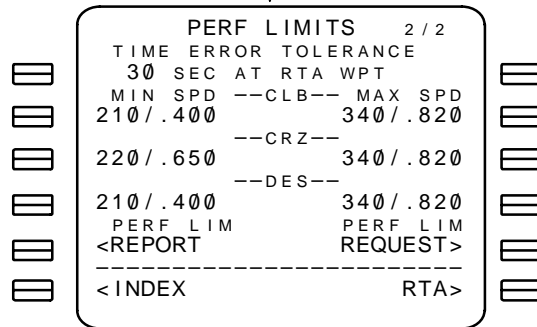 PERF LIMITS 2/2
TIME ERROR TOLERANCE
30 SEC AT RTA WPT
MIN SPD --CLB-- MAX SPD
210/.400 340/.820
--CRZ--
220/.650 340/.820
--DES--
210/.400 340/.820
PERF LIM PERF LIM
<REPORT REQUEST>
------------------------
<INDEX RTA>